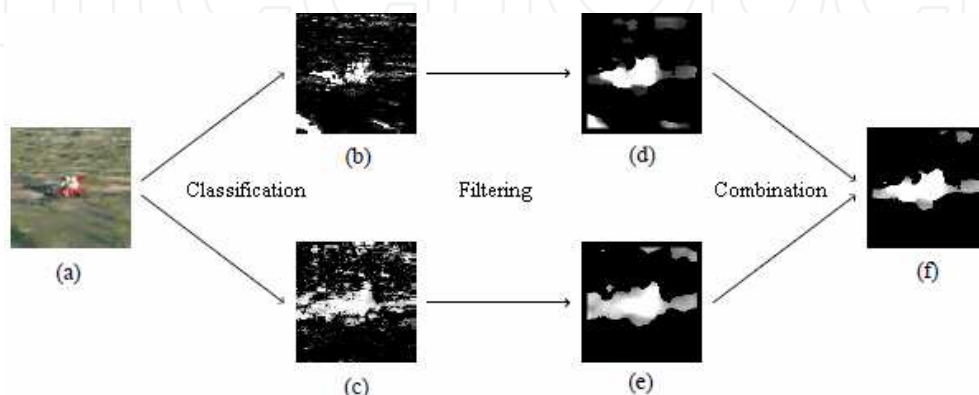 (b)
(d)
(a)
Classification
Filtering
Combination
(f)
(c)
(e)